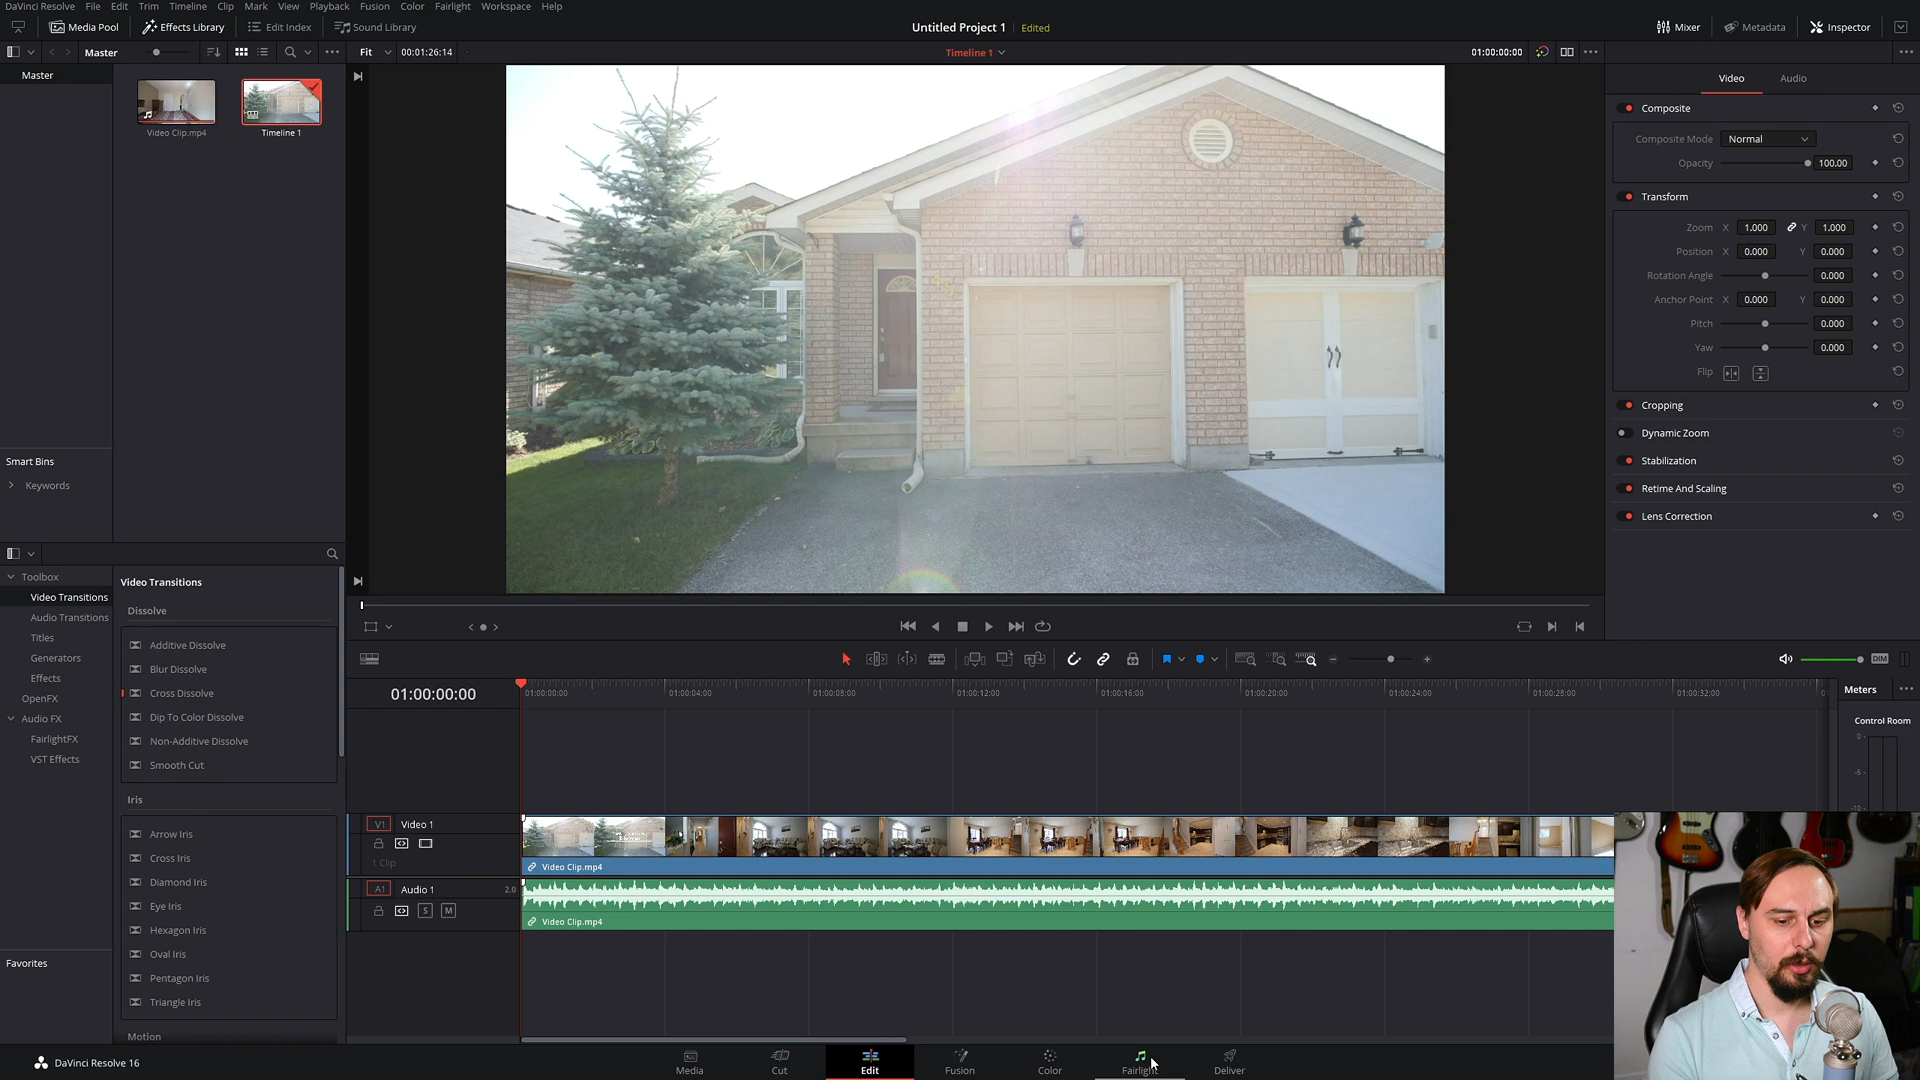 DaVinci Resolve File Edit Trim Timeline Clip Mark View Playback Fusion Color Fairlight Workspace Help
Media Pool Effects Library Edit Index Sound Library Untitled Project 1 Edited Mixer Metadata Inspector
Master Fit 00:01:26:14 Timeline 1 01:00:00:00
Master
Video Clip.mp4 Timeline 1
Smart Bins
Keywords
Toolbox
Video Transitions
Audio Transitions
Titles
Generators
Effects
OpenFX
Audio FX
FairlightFX
VST Effects
Favorites
Video Transitions
Dissolve
Additive Dissolve
Blur Dissolve
Cross Dissolve
Dip To Color Dissolve
Non-Additive Dissolve
Smooth Cut
Iris
Arrow Iris
Cross Iris
Diamond Iris
Eye Iris
Hexagon Iris
Oval Iris
Pentagon Iris
Triangle Iris
Motion
Video Audio
Composite
Composite Mode Normal
Opacity 100.00
Transform
Zoom X 1.000 Y 1.000
Position X 0.000 Y 0.000
Rotation Angle 0.000
Anchor Point X 0.000 Y 0.000
Pitch 0.000
Yaw 0.000
Flip
Cropping
Dynamic Zoom
Stabilization
Retime And Scaling
Lens Correction
DIM
01:00:00:00 01:00:00:00 01:00:04:00 01:00:08:00 01:00:12:00 01:00:16:00 01:00:20:00 01:00:24:00 01:00:28:00 01:00:32:00
Meters
Control Room
0
-5
-10
V1 Video 1
1 Clip
Video Clip.mp4
A1 Audio 1 2.0
S M
Video Clip.mp4
DaVinci Resolve 16
Media Cut Edit Fusion Color Fairlight Deliver